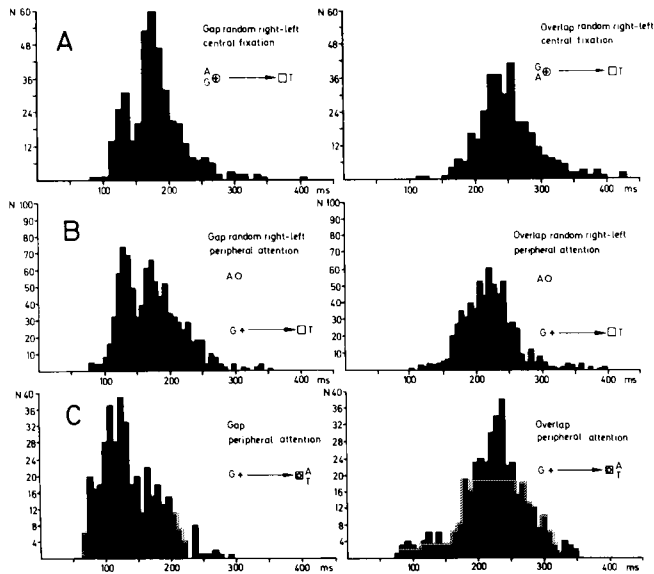 A
N 60
48
36
24
12
Gap random right-left
central fixation
A
G
T
100 200 300 400 ms
N 60
48
36
24
12
Overlap random right-left
central fixation
G
A
T
100 200 300 400 ms
B
N 100
90
80
70
60
50
40
30
20
10
Gap random right-left
peripheral attention
A
G + T
100 200 300 400 ms
N 100
90
80
70
60
50
40
30
20
10
Overlap random right-left
peripheral attention
A
G + T
100 200 300 400 ms
C
N 40
36
32
28
24
20
16
12
8
4
Gap
peripheral attention
G + A
T
100 200 300 400 ms
N 40
36
32
28
24
20
16
12
8
4
Overlap
peripheral attention
G + A
T
100 200 300 400 ms